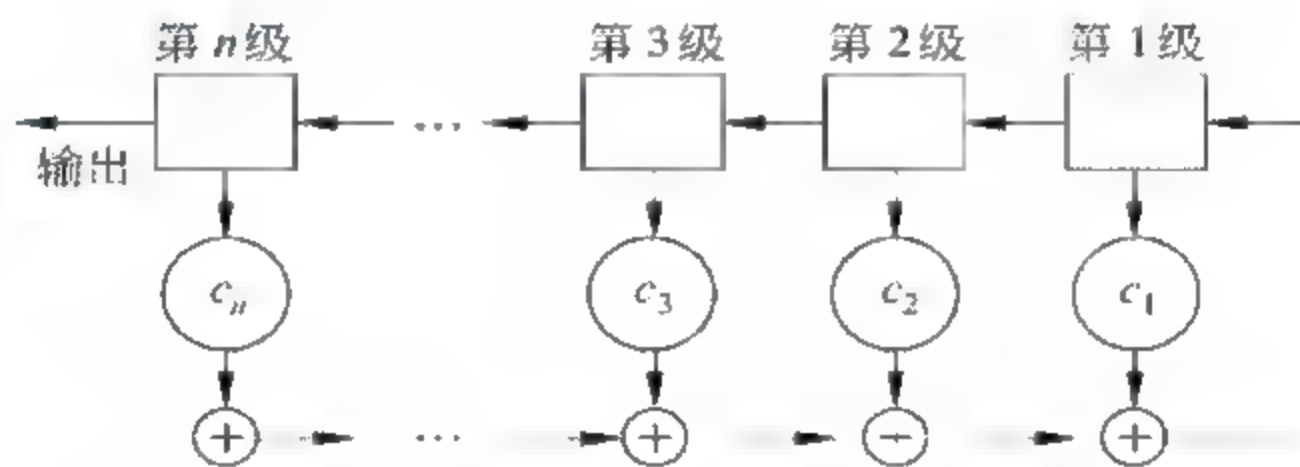 第 n 级 … 第 3 级 第 2 级 第 1 级
输出 …
cₙ c₃ c₂ c₁
+ … + + +